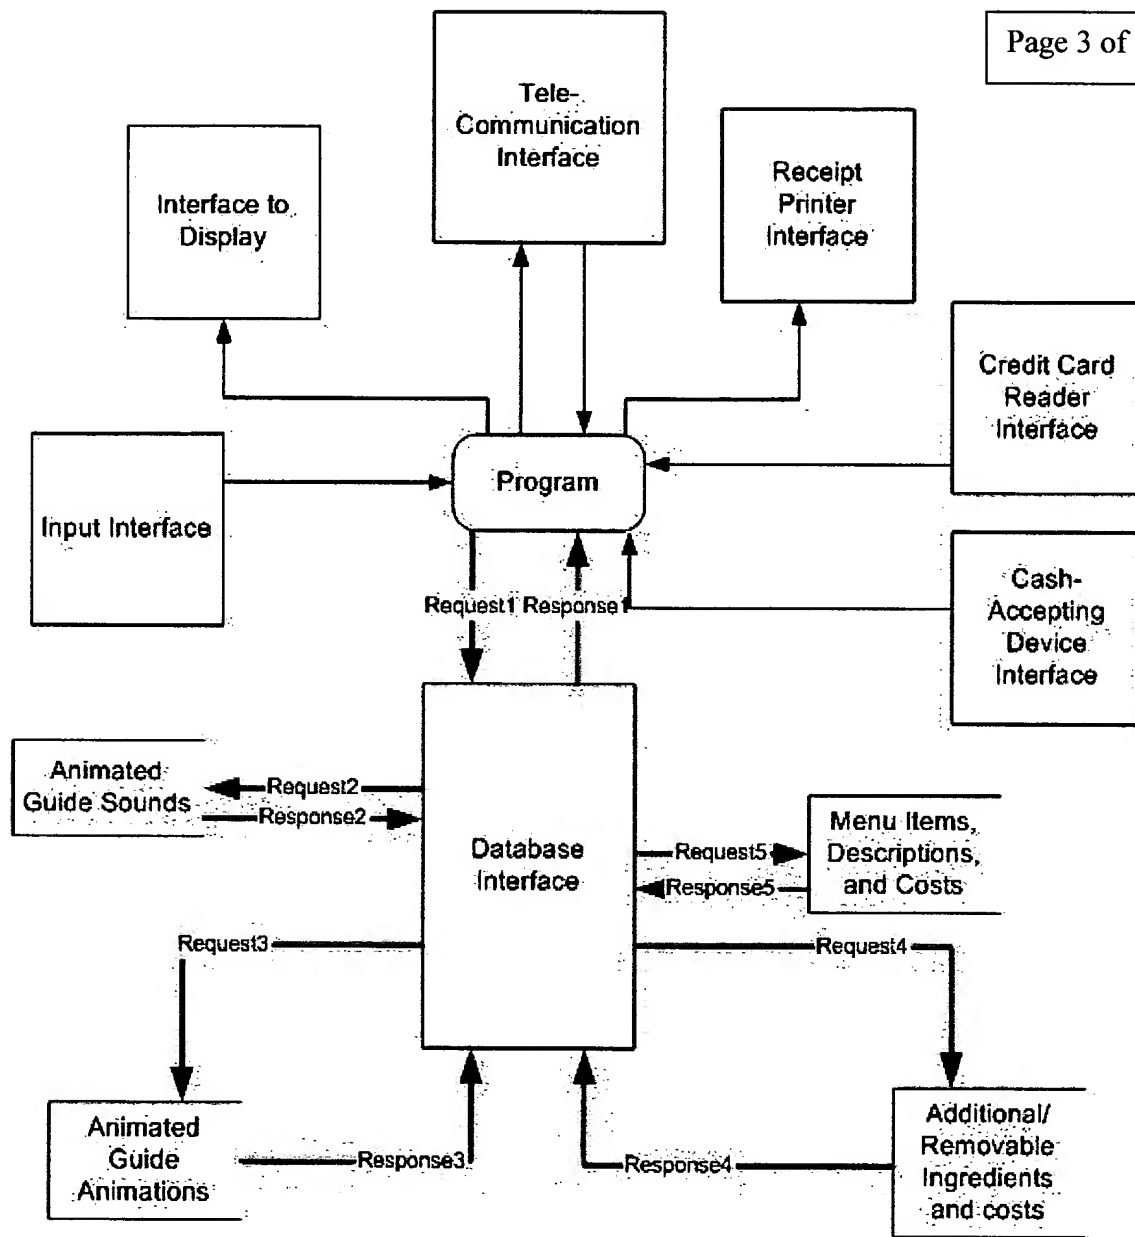 Page 3 of
Tele-
Communication
Interface
Interface to
Display
Receipt
Printer
Interface
Credit Card
Reader
Interface
Input Interface
Program
Cash-
Accepting
Device
Interface
Request1 Response1
Animated
Guide Sounds
Request2
Response2
Database
Interface
Request5
Response5
Menu Items,
Descriptions,
and Costs
Request3
Request4
Animated
Guide
Animations
Response3
Response4
Additional/
Removable
Ingredients
and costs